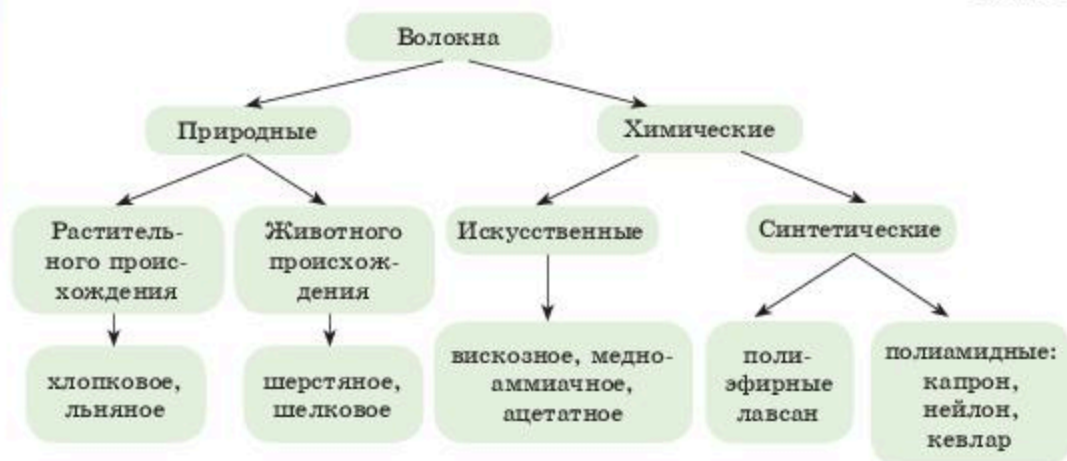 Волокна
Природные
Химические
Раститель-
ного проис-
хождения
Животного
происхож-
дения
Искусственные
Синтетические
хлопковое,
льняное
шерстяное,
шелковое
вискозное, медно-
аммиачное,
ацетатное
поли-
эфирные
лавсан
полиамидные:
капрон,
нейлон,
кевлар